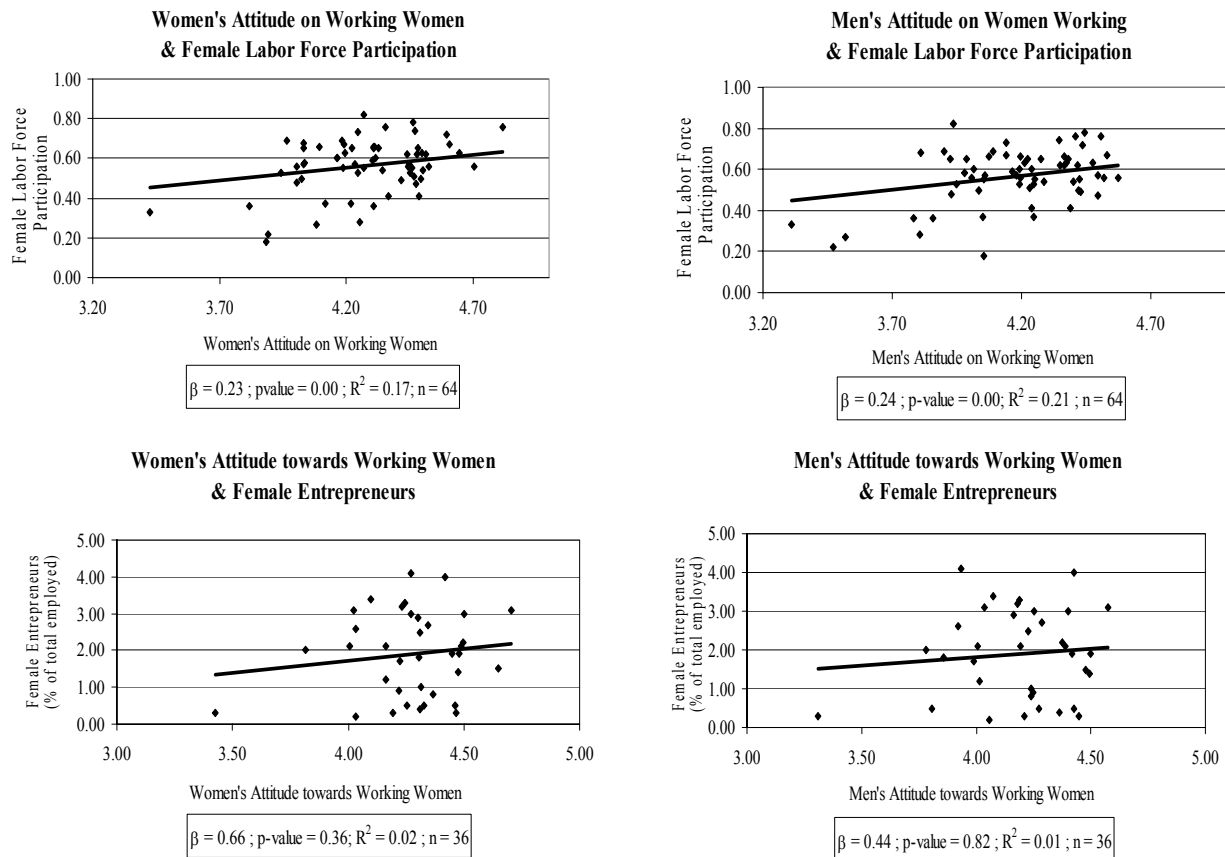 Women's Attitude on Working Women
& Female Labor Force Participation
Female Labor Force
Participation
1.00
0.80
0.60
0.40
0.20
0.00
3.20 3.70 4.20 4.70
Women's Attitude on Working Women
β = 0.23 ; pvalue = 0.00 ; R² = 0.17; n = 64
Men's Attitude on Women Working
& Female Labor Force Participation
Female Labor Force
Participation
1.00
0.80
0.60
0.40
0.20
0.00
3.20 3.70 4.20 4.70
Men's Attitude on Working Women
β = 0.24 ; p-value = 0.00; R² = 0.21 ; n = 64
Women's Attitude towards Working Women
& Female Entrepreneurs
Female Entrepreneurs
(% of total employed)
5.00
4.00
3.00
2.00
1.00
0.00
3.00 3.50 4.00 4.50 5.00
Women's Attitude towards Working Women
β = 0.66 ; p-value = 0.36; R² = 0.02 ; n = 36
Men's Attitude towards Working Women
& Female Entrepreneurs
Female Entrepreneurs
(% of total employed)
5.00
4.00
3.00
2.00
1.00
0.00
3.00 3.50 4.00 4.50 5.00
Men's Attitude towards Working Women
β = 0.44 ; p-value = 0.82 ; R² = 0.01 ; n = 36